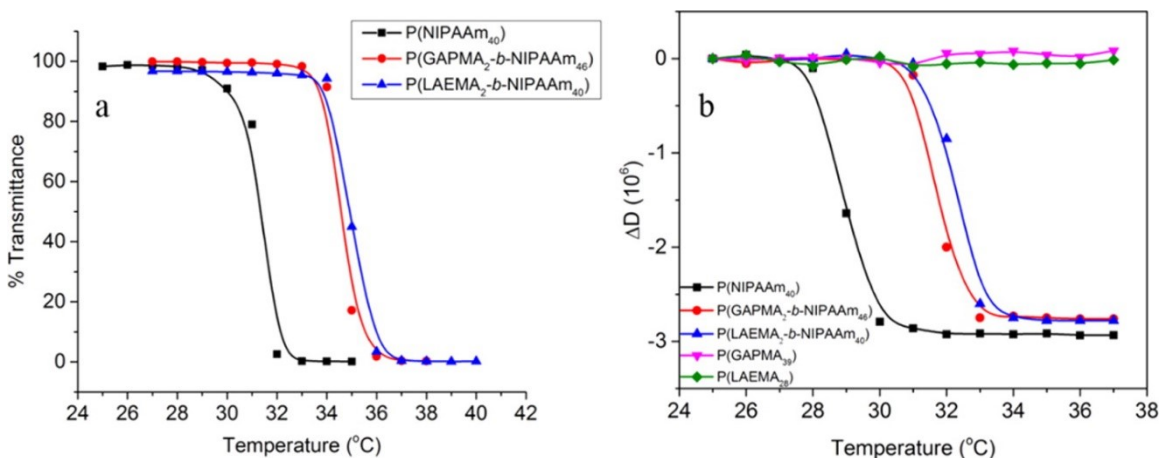 a
P(NIPAAm₄₀)
P(GAPMA₂-b-NIPAAm₄₆)
P(LAEMA₂-b-NIPAAm₄₀)
100
80
60
40
20
0
% Transmittance
24 26 28 30 32 34 36 38 40 42
Temperature (°C)
b
0
-1
-2
-3
ΔD (10⁶)
P(NIPAAm₄₀)
P(GAPMA₂-b-NIPAAm₄₆)
P(LAEMA₂-b-NIPAAm₄₀)
P(GAPMA₃₉)
P(LAEMA₂₈)
24 26 28 30 32 34 36 38
Temperature (°C)